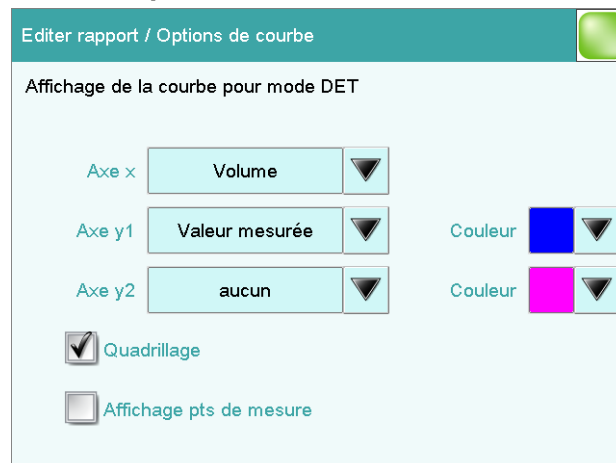 Editer rapport / Options de courbe
Affichage de la courbe pour mode DET
Axe x Volume
Axe y1 Valeur mesurée Couleur
Axe y2 aucun Couleur
Quadrillage
Affichage pts de mesure